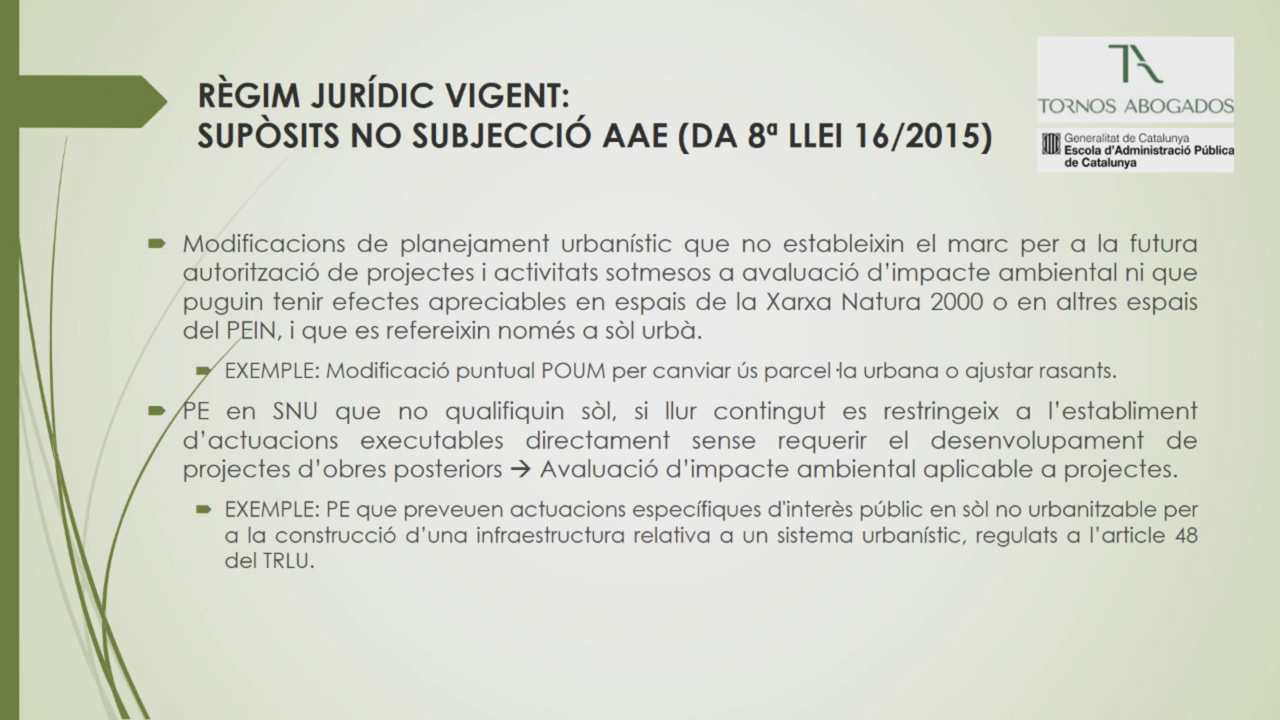 RÈGIM JURÍDIC VIGENT:
SUPÒSITS NO SUBJECCIÓ AAE (DA 8ª LLEI 16/2015)
TORNOS ABOGADOS
Generalitat de Catalunya
Escola d'Administració Pública
de Catalunya
Modificacions de planejament urbanístic que no estableixin el marc per a la futura
autorització de projectes i activitats sotmesos a avaluació d'impacte ambiental ni que
puguin tenir efectes apreciables en espais de la Xarxa Natura 2000 o en altres espais
del PEIN, i que es refereixin només a sòl urbà.
EXEMPLE: Modificació puntual POUM per canviar ús parcel·la urbana o ajustar rasants.
PE en SNU que no qualifiquin sòl, si llur contingut es restringeix a l'establiment
d'actuacions executables directament sense requerir el desenvolupament de
projectes d'obres posteriors → Avaluació d'impacte ambiental aplicable a projectes.
EXEMPLE: PE que preveuen actuacions específiques d'interès públic en sòl no urbanitzable per
a la construcció d'una infraestructura relativa a un sistema urbanístic, regulats a l'article 48
del TRLU.